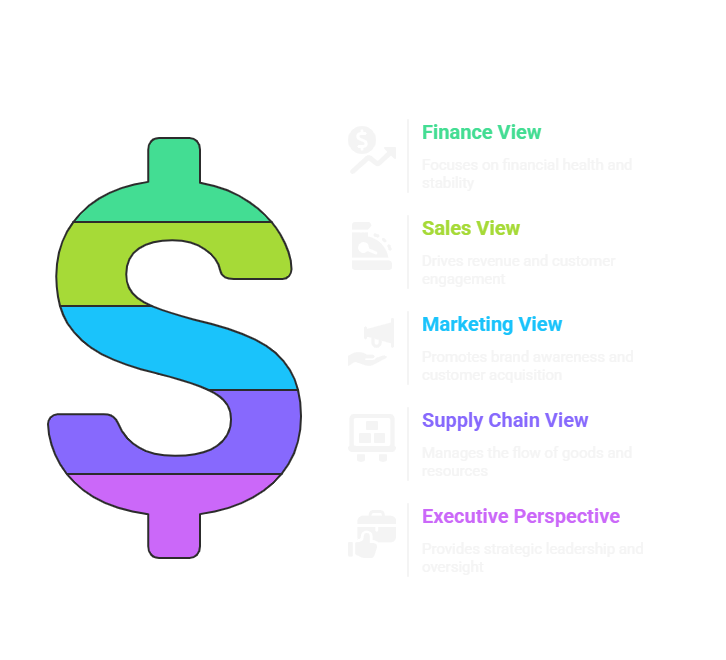 Finance View
Focuses on financial health and
stability
Sales View
Drives revenue and customer
engagement
Marketing View
Promotes brand awareness and
customer acquisition
Supply Chain View
Manages the flow of goods and
resources
Executive Perspective
Provides strategic leadership and
oversight